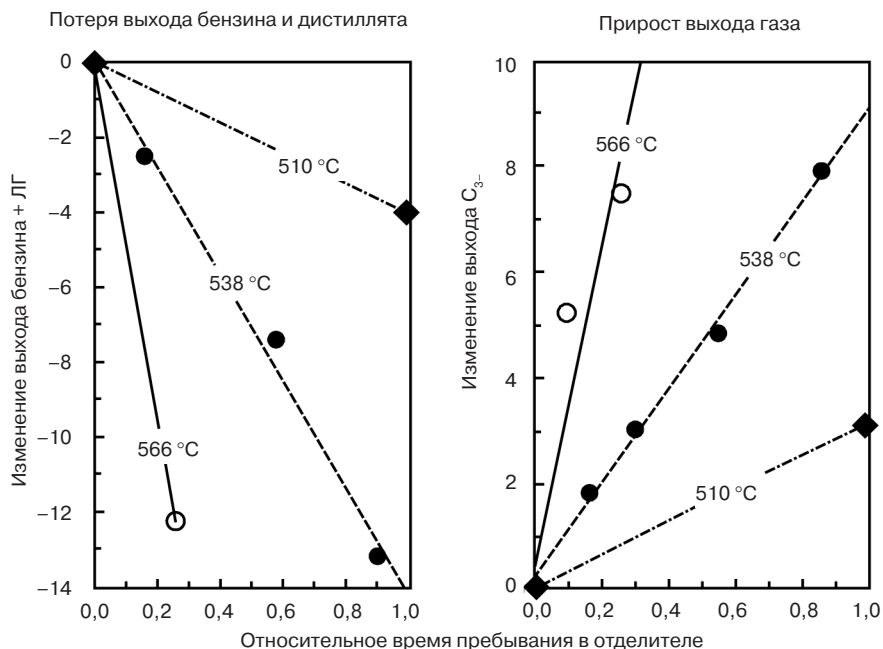 Потеря выхода бензина и дистиллята
Изменение выхода бензина + ЛГ
0
−2
−4
−6
−8
−10
−12
−14
510 °C
538 °C
566 °C
0,0 0,2 0,4 0,6 0,8 1,0
Прирост выхода газа
Изменение выхода C3−
10
8
6
4
2
0
566 °C
538 °C
510 °C
0,0 0,2 0,4 0,6 0,8 1,0
Относительное время пребывания в отделителе